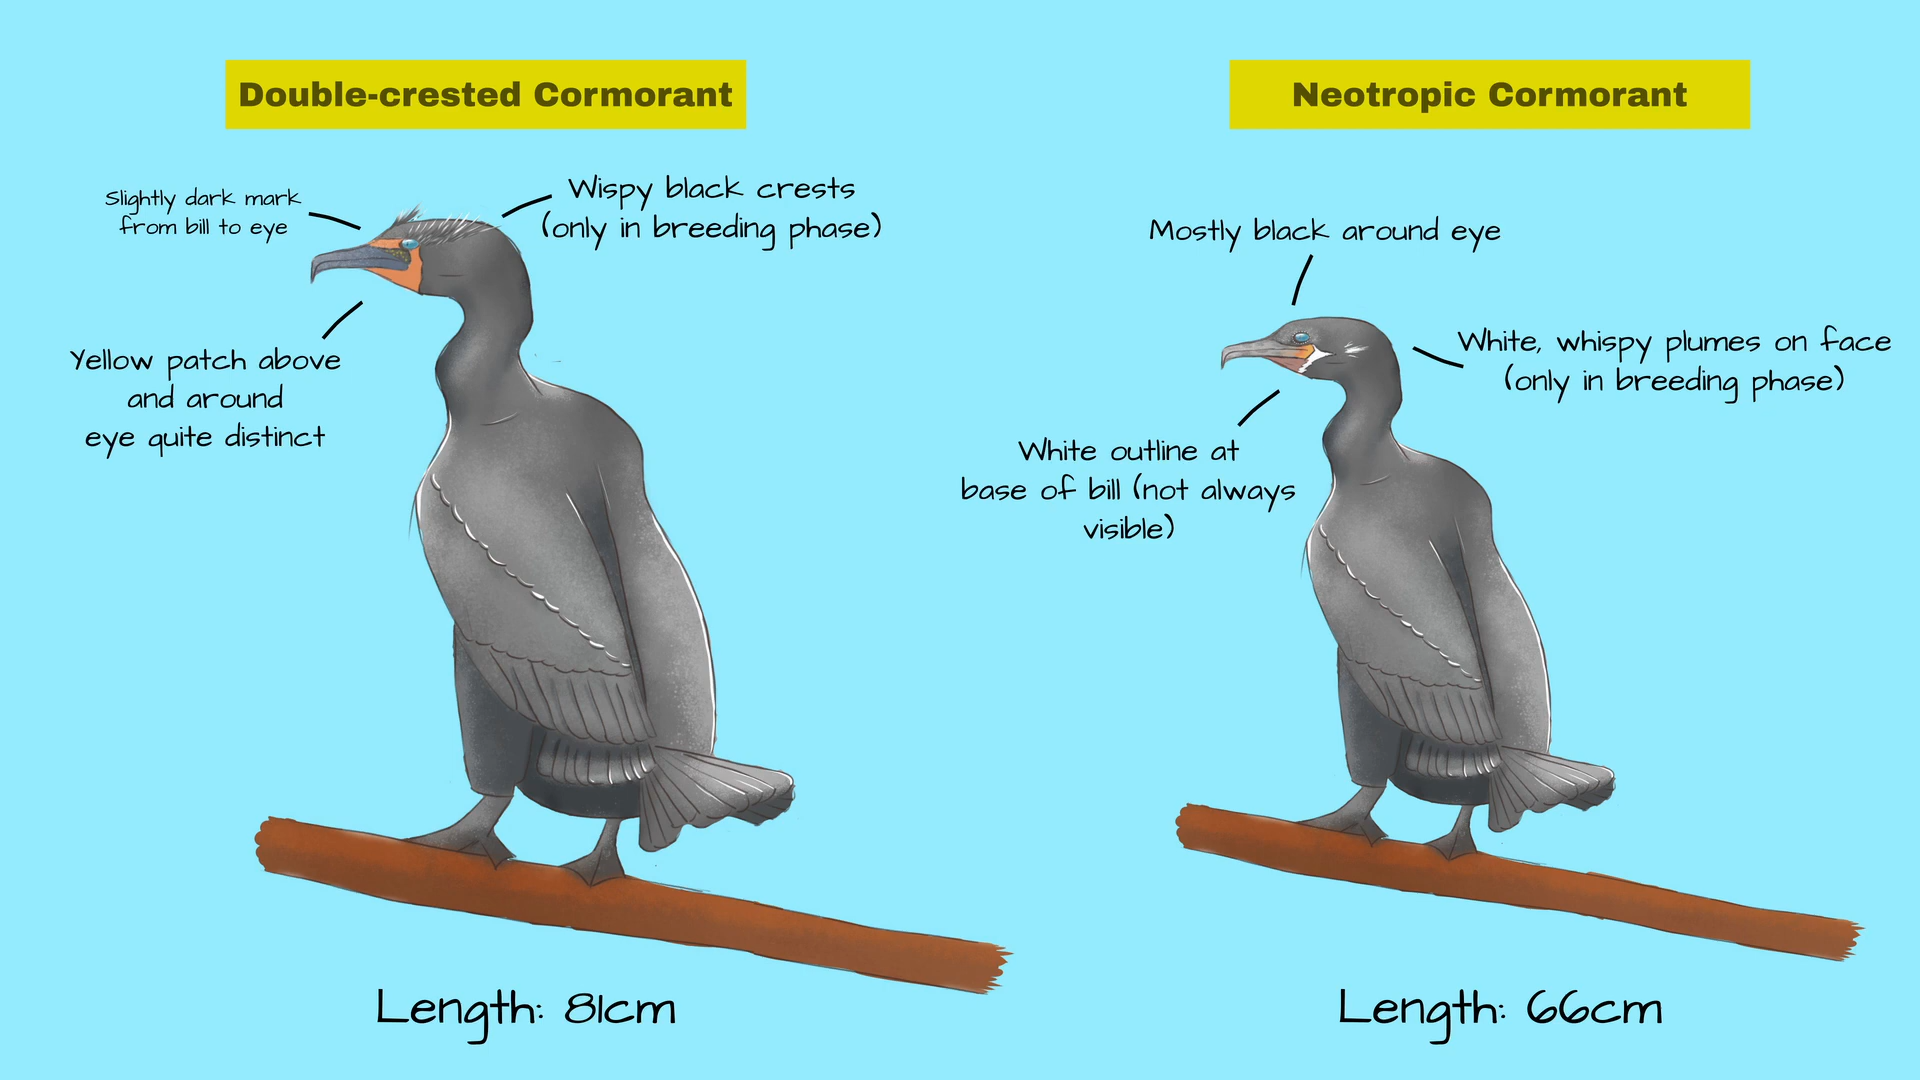 Double-crested Cormorant
Slightly dark mark
from bill to eye
Wispy black crests
(only in breeding phase)
Yellow patch above
and around
eye quite distinct
Length: 81cm
Neotropic Cormorant
Mostly black around eye
White, whispy plumes on face
(only in breeding phase)
White outline at
base of bill (not always
visible)
Length: 66cm